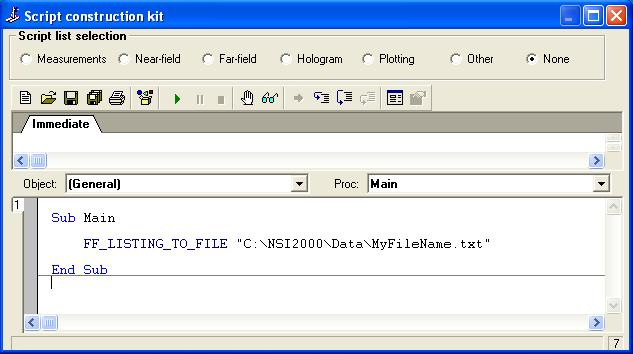 Script construction kit
Script list selection
Measurements Near-field Far-field Hologram Plotting Other None
Immediate
Object: (General) Proc: Main
1
Sub Main
FF_LISTING_TO_FILE "C:\NSI2000\Data\MyFileName.txt"
End Sub
7